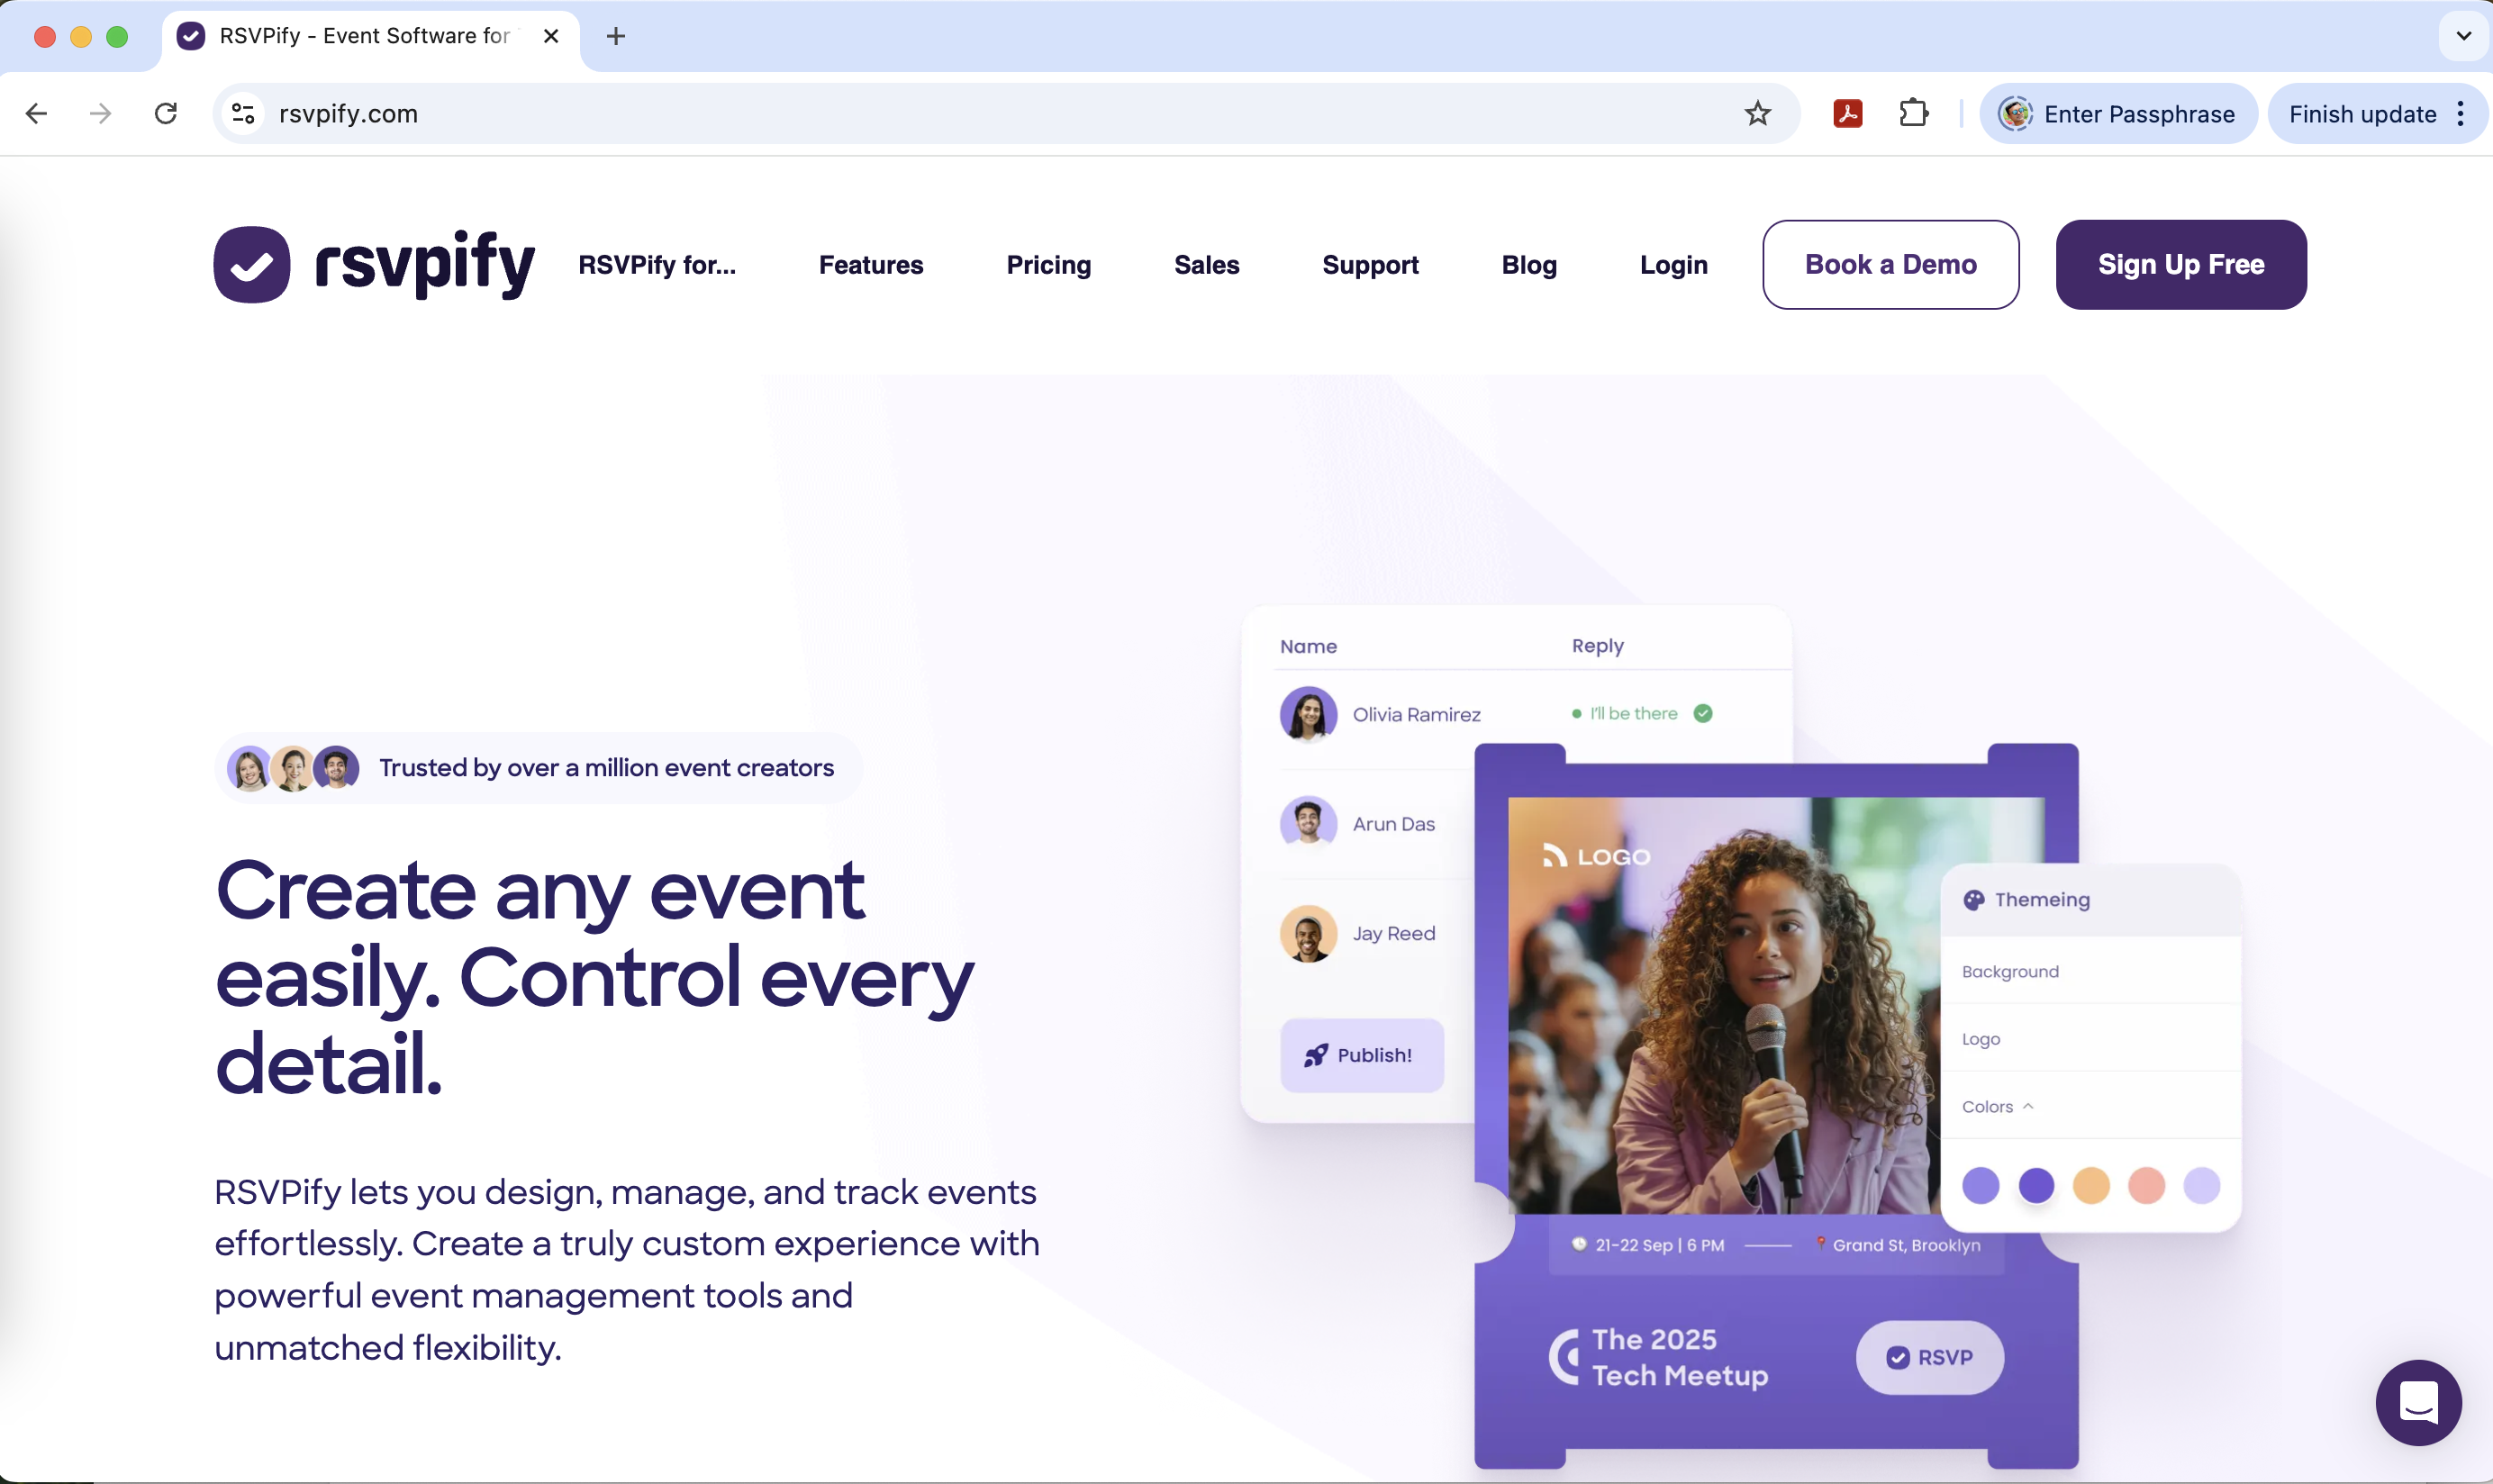 RSVPify - Event Software for
rsvpify.com
Enter Passphrase
Finish update
rsvpify
RSVPify for...
Features
Pricing
Sales
Support
Blog
Login
Book a Demo
Sign Up Free
Trusted by over a million event creators
Create any event
easily. Control every
detail.
RSVPify lets you design, manage, and track events
effortlessly. Create a truly custom experience with
powerful event management tools and
unmatched flexibility.
Name Reply
Olivia Ramirez I'll be there
Arun Das
Jay Reed
Publish!
LOGO
Themeing
Background
Logo
Colors
21-22 Sep | 6 PM Grand St, Brooklyn
The 2025
Tech Meetup
RSVP